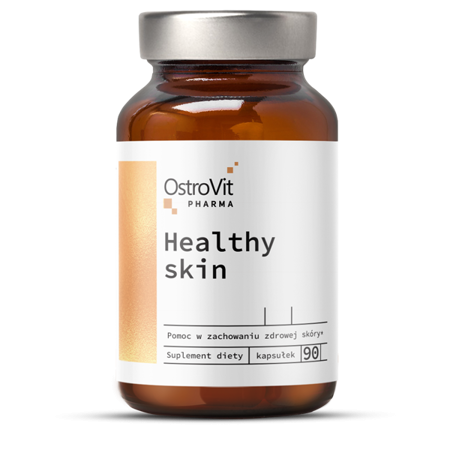 OstroVit
PHARMA
Healthy
skin
Pomoc w zachowaniu zdrowej skóry*
Suplement diety kapsułek 90